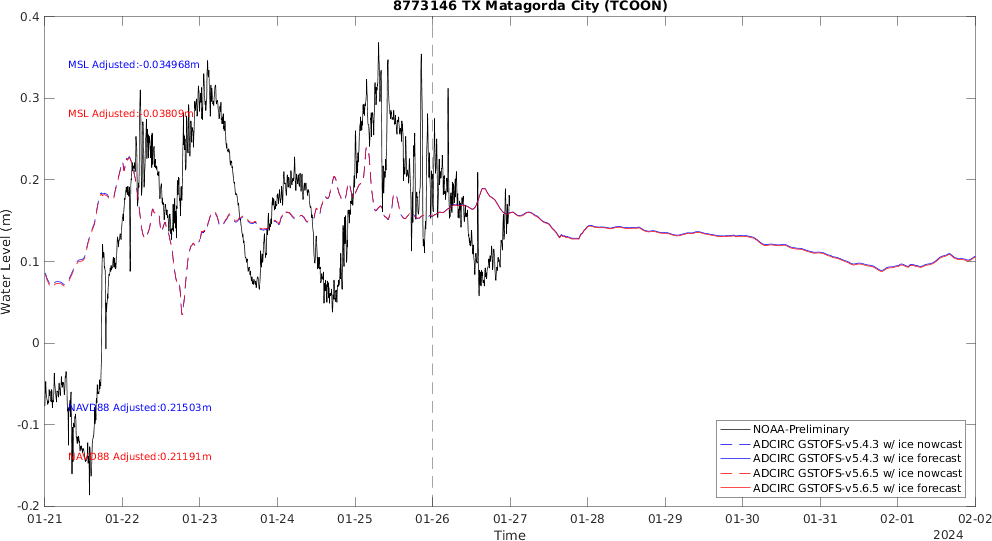 8773146 TX Matagorda City (TCOON)
Water Level (m)
0.4
0.3
0.2
0.1
0
-0.1
-0.2
MSL Adjusted:-0.034968m
MSL Adjusted:-0.03809m
NAVD88 Adjusted:0.21503m
NAVD88 Adjusted:0.21191m
NOAA-Preliminary
ADCIRC GSTOFS-v5.4.3 w/ ice nowcast
ADCIRC GSTOFS-v5.4.3 w/ ice forecast
ADCIRC GSTOFS-v5.6.5 w/ ice nowcast
ADCIRC GSTOFS-v5.6.5 w/ ice forecast
01-21 01-22 01-23 01-24 01-25 01-26 01-27 01-28 01-29 01-30 01-31 02-01 02-02
Time
2024